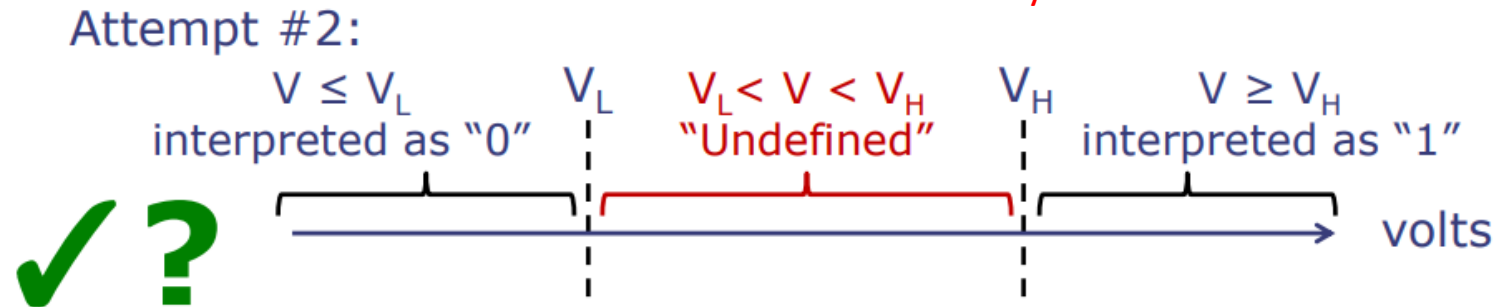 Attempt #2:
V ≤ V_L V_L V_L< V < V_H V_H V ≥ V_H
interpreted as “0” “Undefined” interpreted as “1”
✓? volts